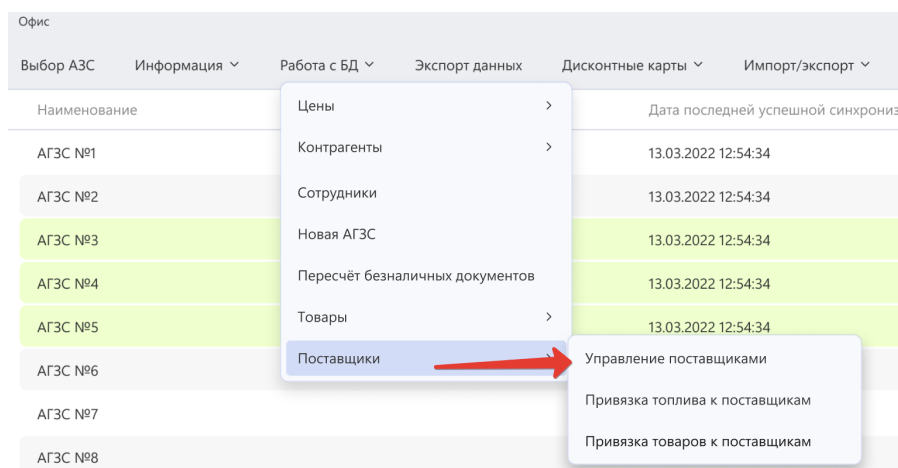 Офис
Выбор АЗС Информация Работа с БД Экспорт данных Дисконтные карты Импорт/экспорт
Наименование Дата последней успешной синхрониз
АГЗС №1 13.03.2022 12:54:34
АГЗС №2 13.03.2022 12:54:34
АГЗС №3 13.03.2022 12:54:34
АГЗС №4 13.03.2022 12:54:34
АГЗС №5 13.03.2022 12:54:34
АГЗС №6
АГЗС №7
АГЗС №8
Цены
Контрагенты
Сотрудники
Новая АГЗС
Пересчёт безналичных документов
Товары
Поставщики
Управление поставщиками
Привязка топлива к поставщикам
Привязка товаров к поставщикам